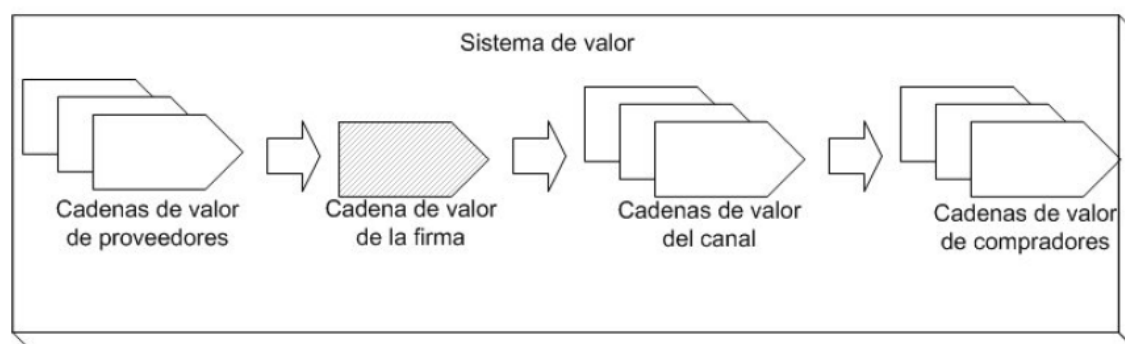 Sistema de valor
Cadenas de valor
de proveedores
Cadena de valor
de la firma
Cadenas de valor
del canal
Cadenas de valor
de compradores